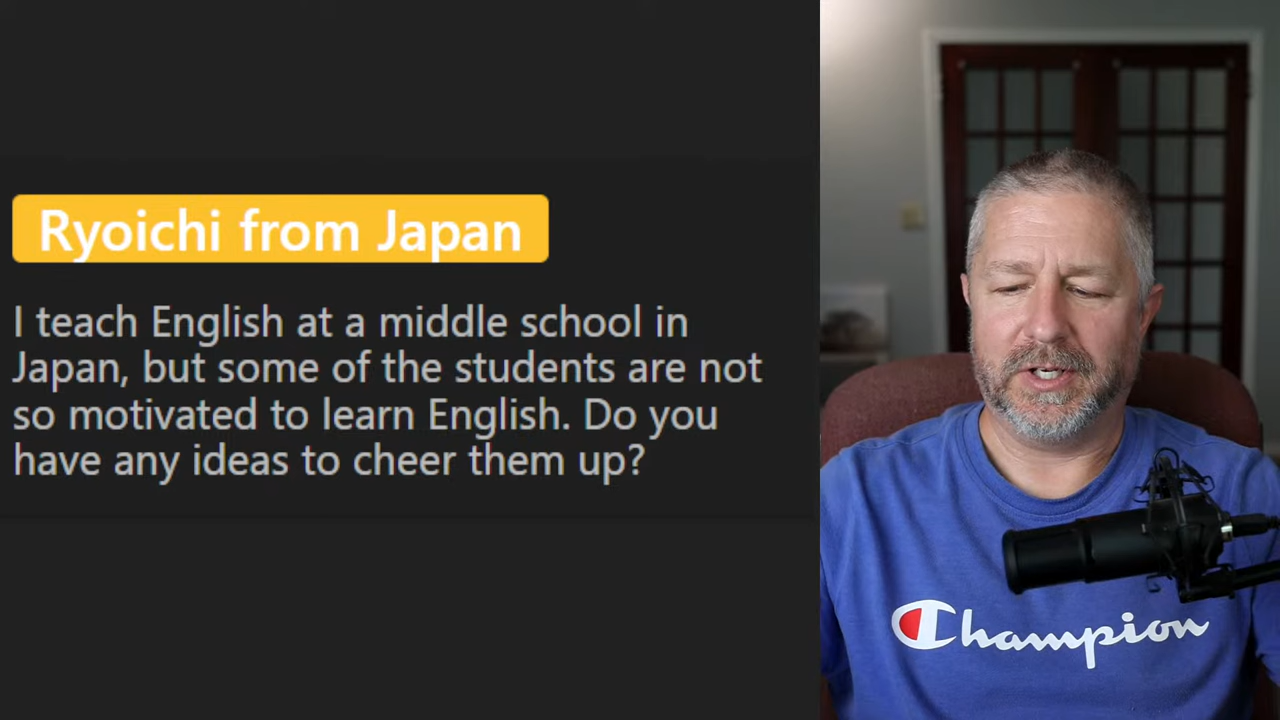 Ryoichi from Japan
I teach English at a middle school in
Japan, but some of the students are not
so motivated to learn English. Do you
have any ideas to cheer them up?
Champion